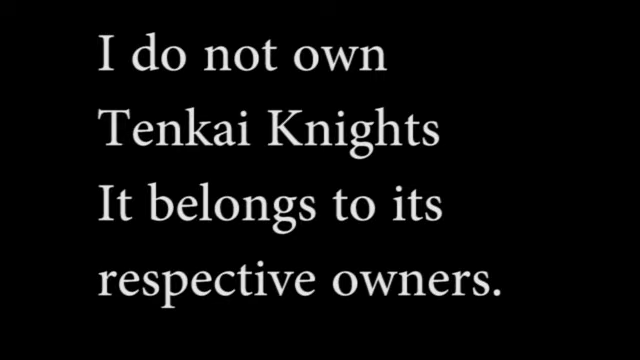 I do not own
Tenkai Knights
It belongs to its
respective owners.